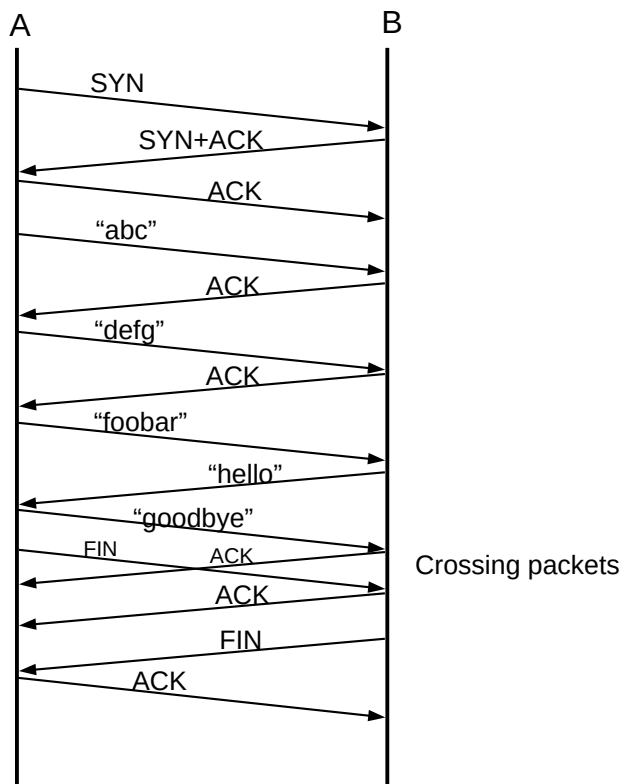 A
B
SYN
SYN+ACK
ACK
“abc”
ACK
“defg”
ACK
“foobar”
“hello”
“goodbye”
FIN
ACK
Crossing packets
ACK
FIN
ACK